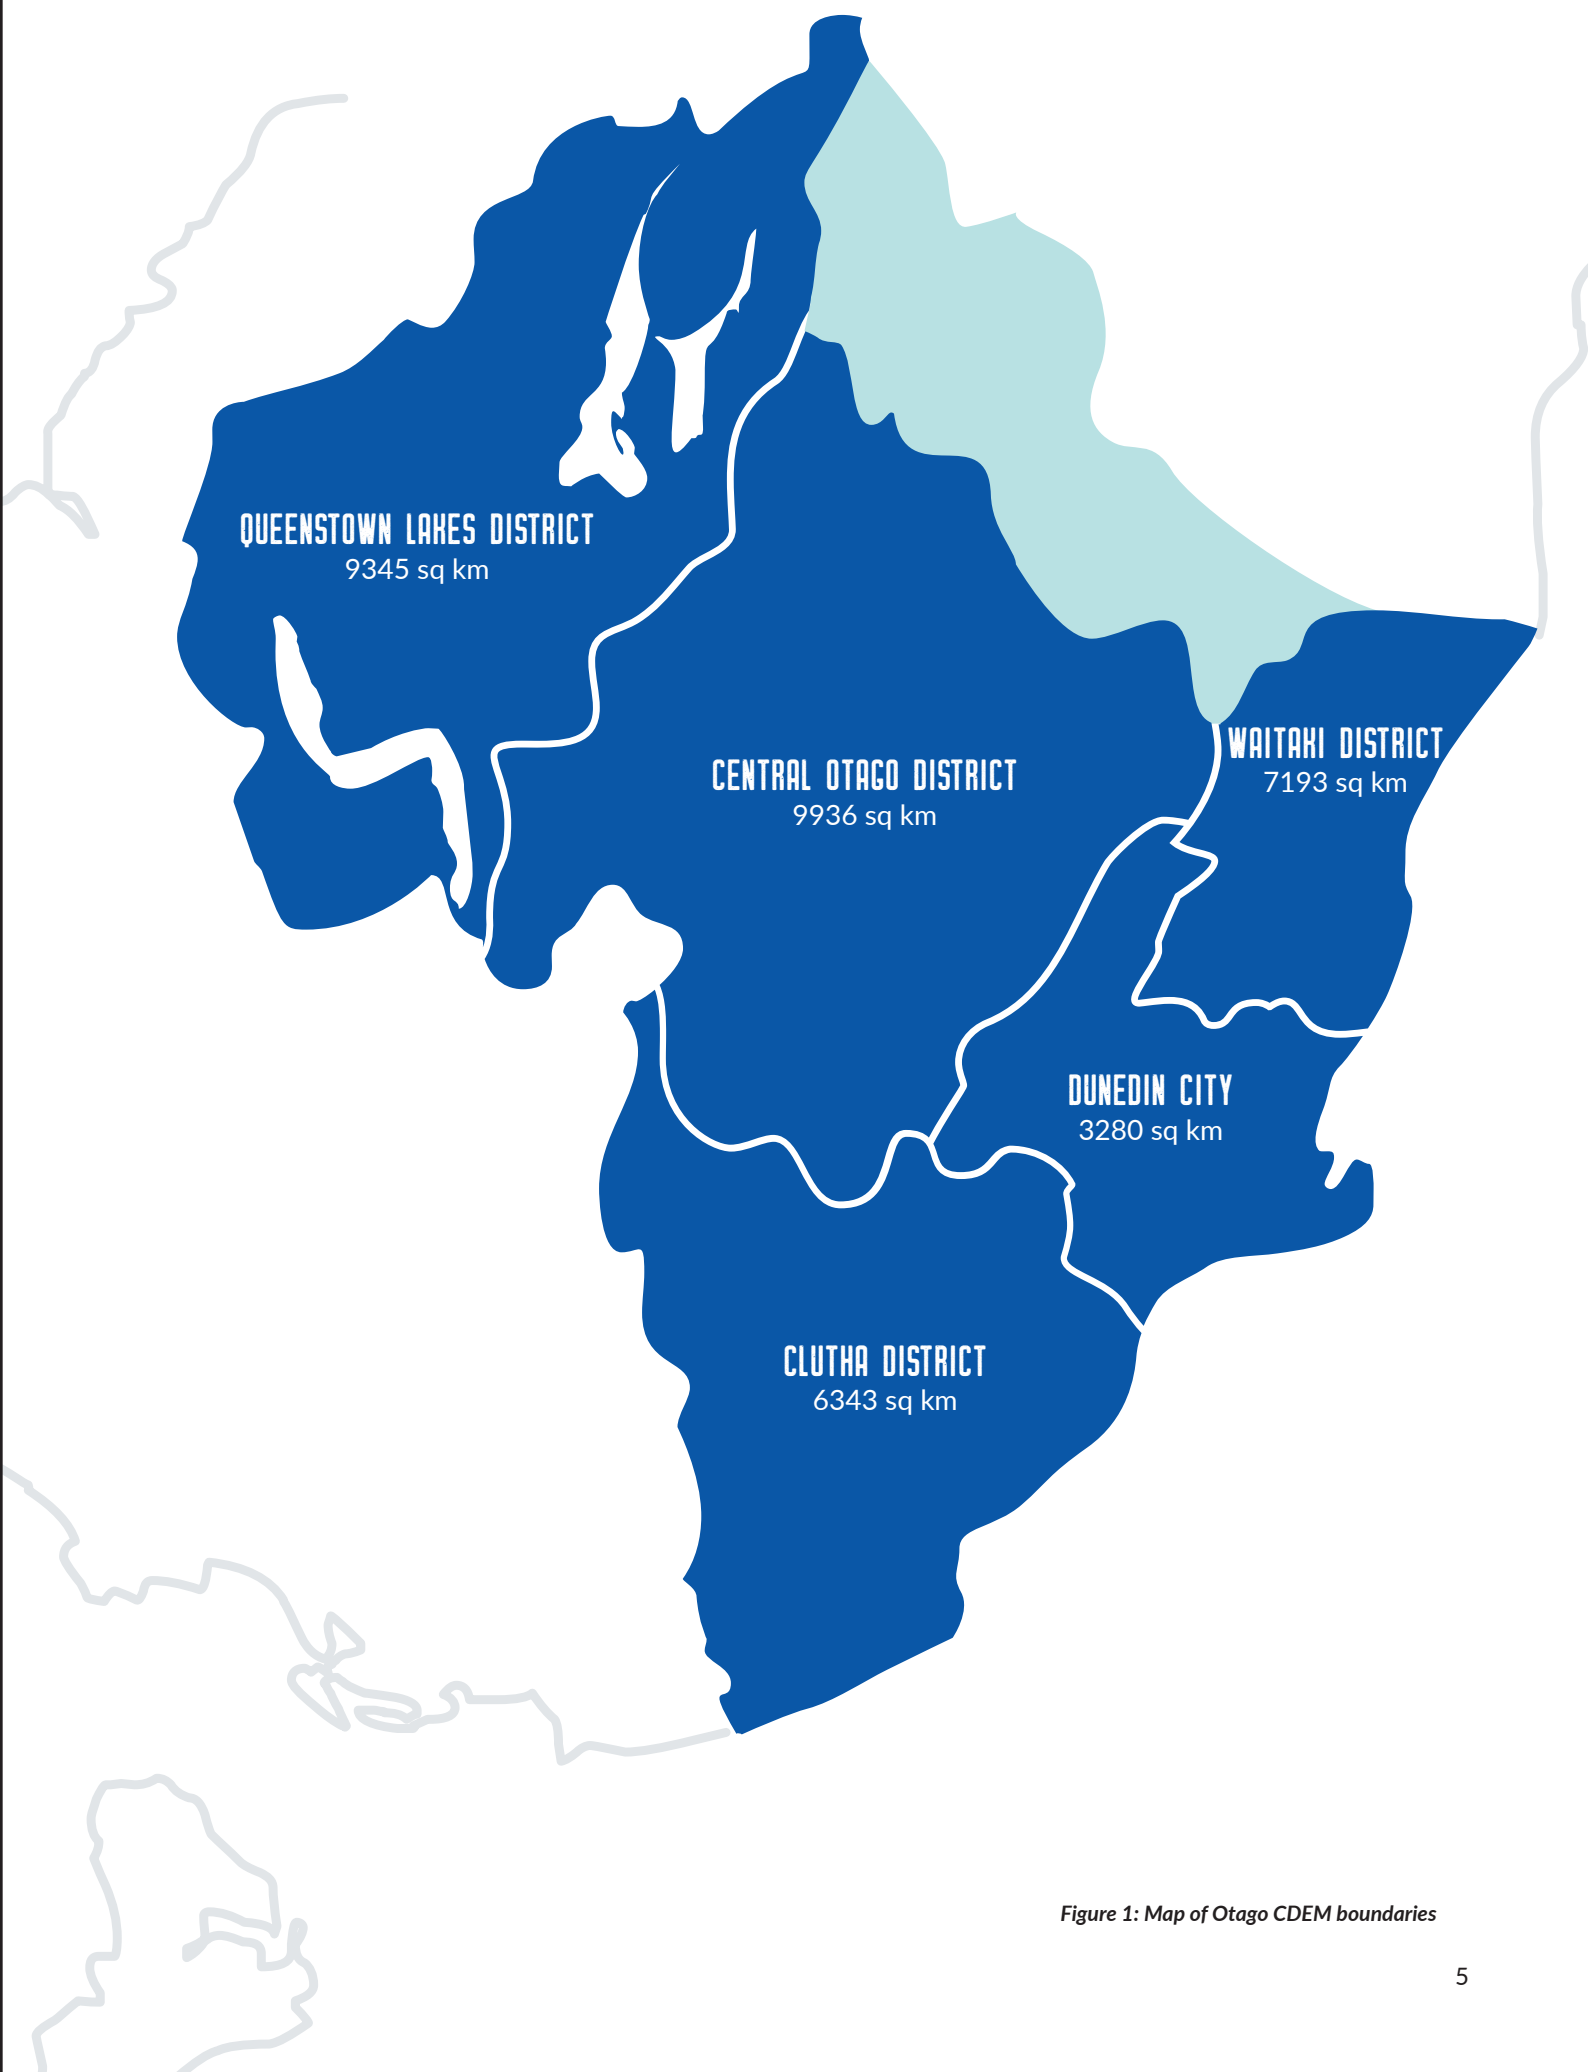 QUEENSTOWN LAKES DISTRICT
9345 sq km
WAITAKI DISTRICT
7193 sq km
CENTRAL OTAGO DISTRICT
9936 sq km
DUNEDIN CITY
3280 sq km
CLUTHA DISTRICT
6343 sq km
Figure 1: Map of Otago CDEM boundaries
5